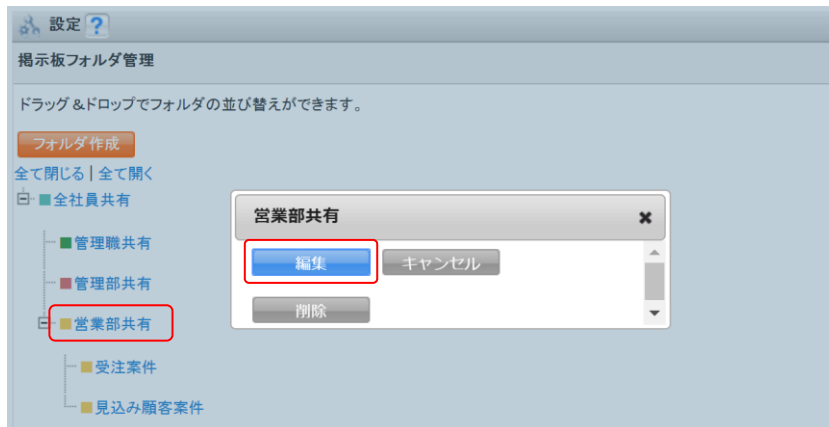 設定 ?
掲示板フォルダ管理
ドラッグ&ドロップでフォルダの並び替えができます。
フォルダ作成
全て閉じる | 全て開く
全社員共有
管理職共有
管理部共有
営業部共有
受注案件
見込み顧客案件
営業部共有
編集 キャンセル
削除